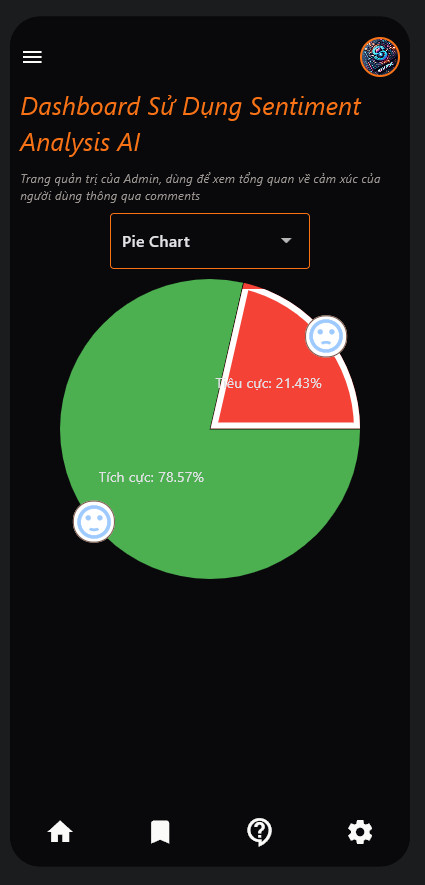 Dashboard Sử Dụng Sentiment
Analysis AI
Trang quản trị của Admin, dùng để xem tổng quan về cảm xúc của
người dùng thông qua comments
Pie Chart
Tiêu cực: 21.43%
Tích cực: 78.57%